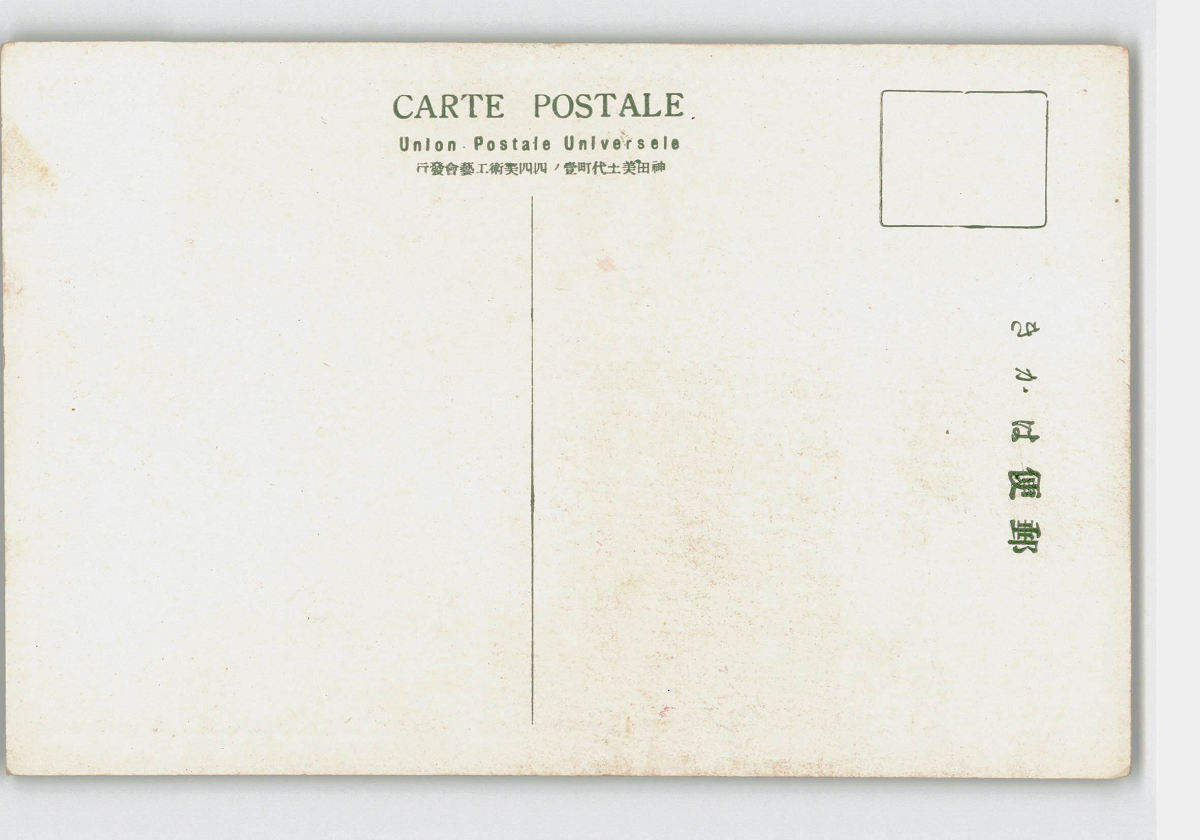 CARTE POSTALE
Union Postale Universele
神田美土代町壹ノ四四美術工藝會發行
郵便はかき